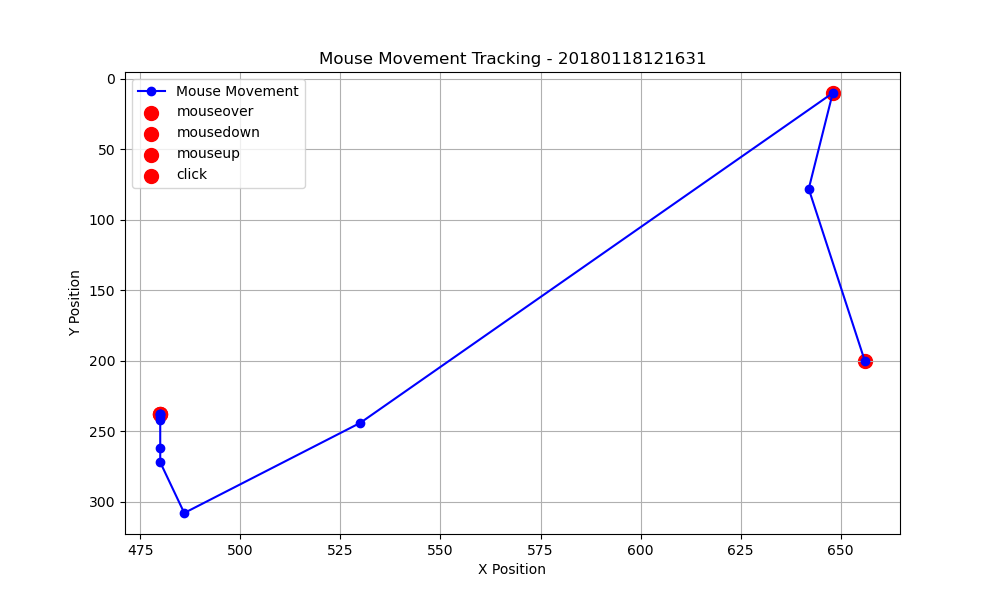 Mouse Movement Tracking - 20180118121631
Mouse Movement
mouseover
mousedown
mouseup
click
0
50
100
150
200
250
300
Y Position
475 500 525 550 575 600 625 650
X Position